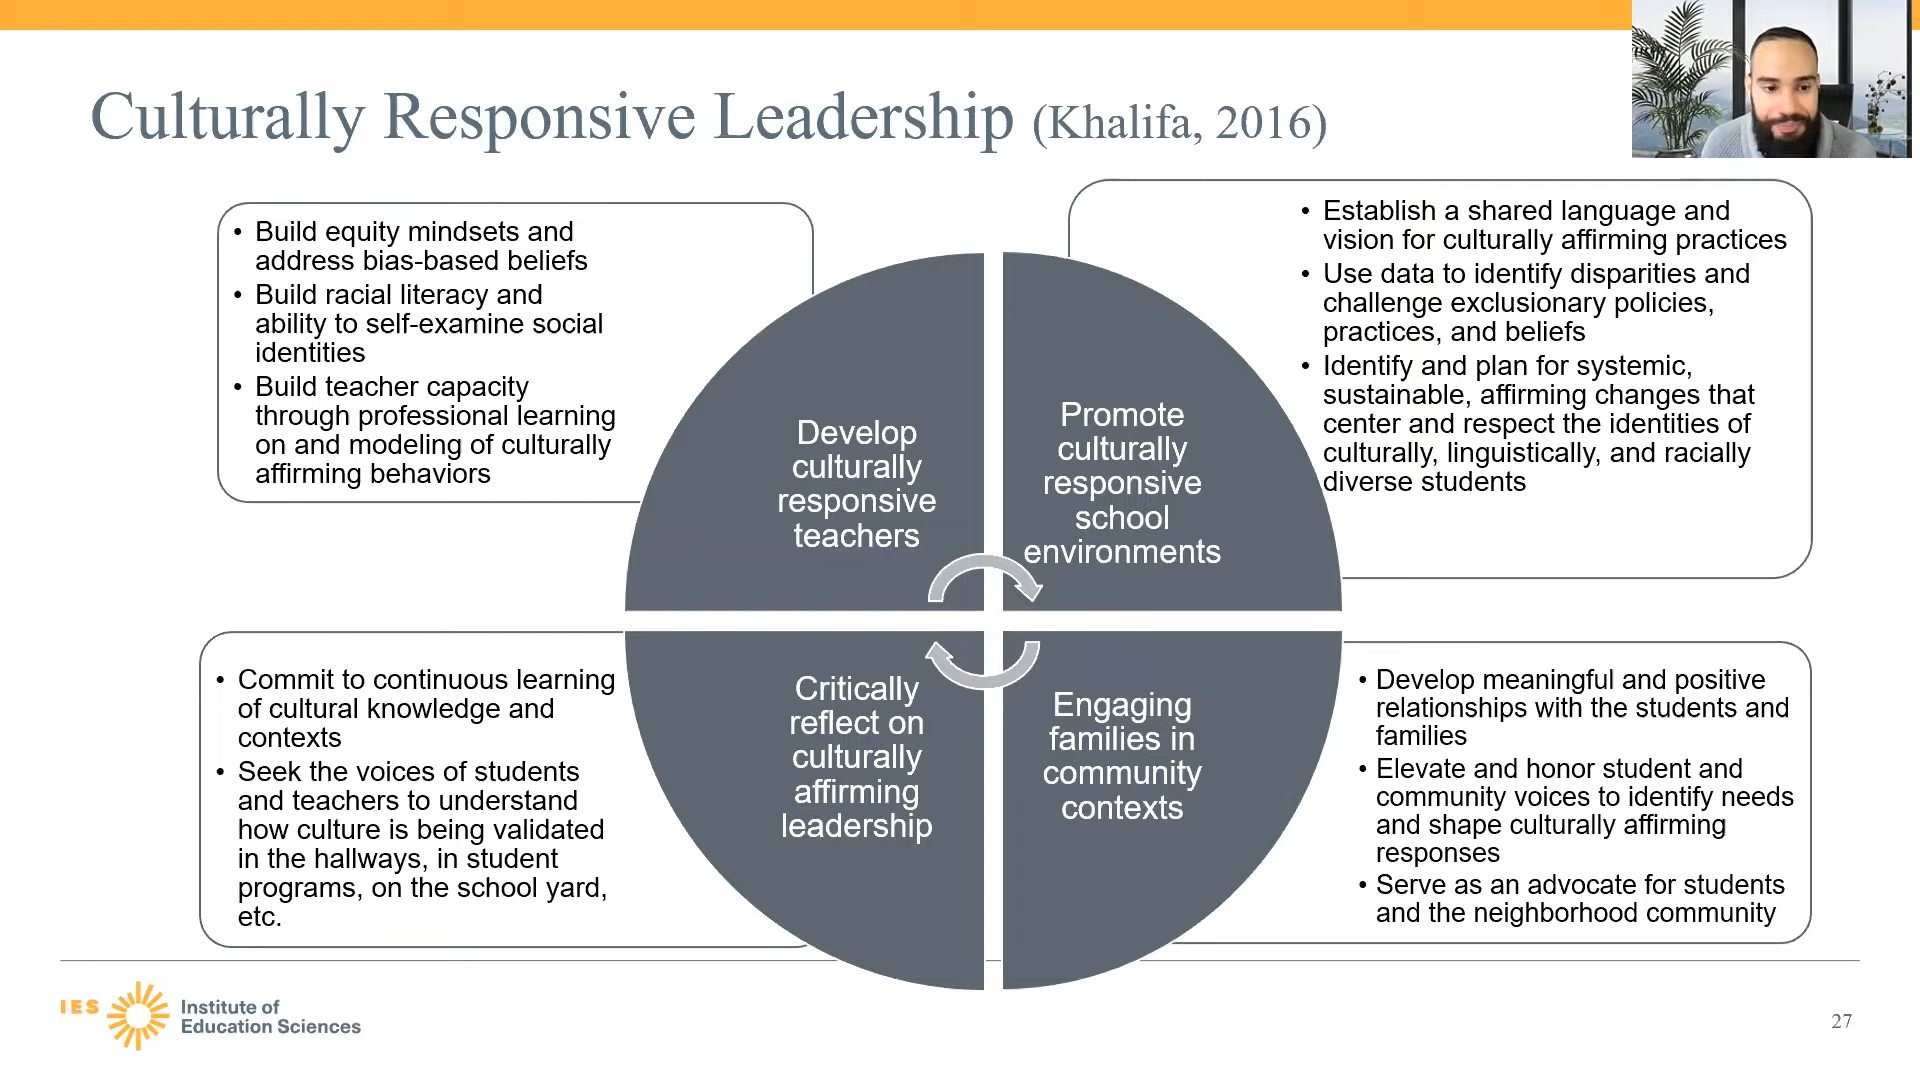 Culturally Responsive Leadership (Khalifa, 2016)
• Build equity mindsets and
address bias-based beliefs
• Build racial literacy and
ability to self-examine social
identities
• Build teacher capacity
through professional learning
on and modeling of culturally
affirming behaviors
Develop
culturally
responsive
teachers
Promote
culturally
responsive
school
environments
• Establish a shared language and
vision for culturally affirming practices
• Use data to identify disparities and
challenge exclusionary policies,
practices, and beliefs
• Identify and plan for systemic,
sustainable, affirming changes that
center and respect the identities of
culturally, linguistically, and racially
diverse students
• Commit to continuous learning
of cultural knowledge and
contexts
• Seek the voices of students
and teachers to understand
how culture is being validated
in the hallways, in student
programs, on the school yard,
etc.
Critically
reflect on
culturally
affirming
leadership
Engaging
families in
community
contexts
• Develop meaningful and positive
relationships with the students and
families
• Elevate and honor student and
community voices to identify needs
and shape culturally affirming
responses
• Serve as an advocate for students
and the neighborhood community
IES
Institute of
Education Sciences
27